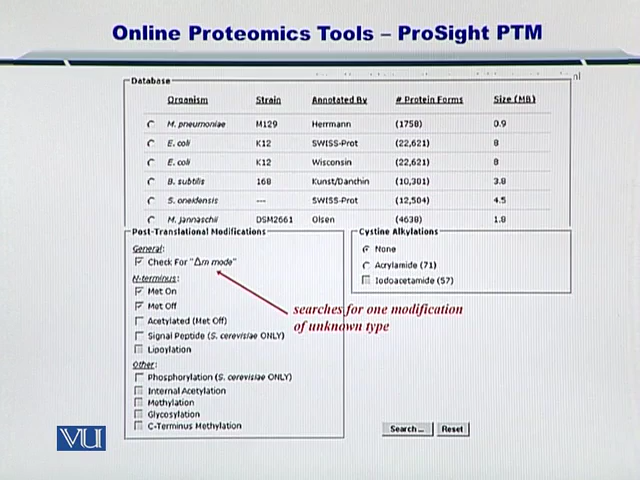 Online Proteomics Tools – ProSight PTM
Database
Organism Strain Annotated By # Protein Forms Size (MB)
M. pneumoniae M129 Herrmann (1758) 0.9
E. coli K12 SWISS-Prot (22,621) 8
E. coli K12 Wisconsin (22,621) 8
B. subtilis 168 Kunst/Danchin (10,301) 3.8
S. oneidensis --- SWISS-Prot (12,504) 4.5
M. jannaschii DSM2661 Olsen (4638) 1.8
Post-Translational Modifications
General:
Check For "Δm mode"
N-terminus:
Met On
Met Off
Acetylated (Met Off)
Signal Peptide (S. cerevisiae ONLY)
Lipoylation
Other:
Phosphorylation (S. cerevisiae ONLY)
Internal Acetylation
Methylation
Glycosylation
C-Terminus Methylation
Cystine Alkylations
None
Acrylamide (71)
Iodoacetamide (57)
searches for one modification
of unknown type
Search... Reset
VU